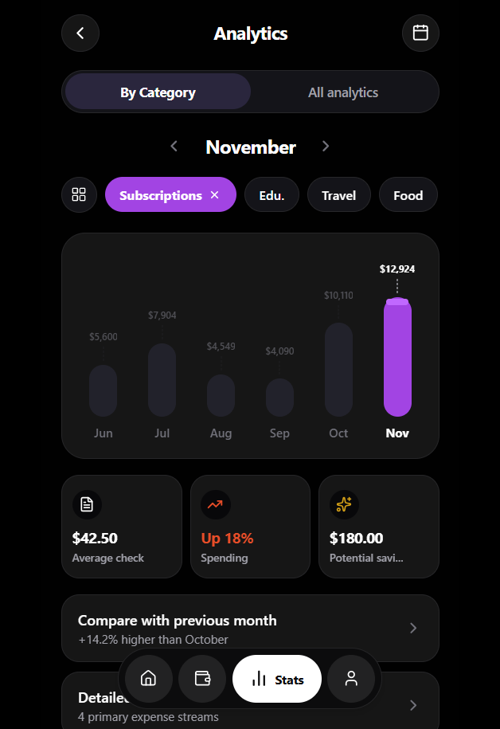 Analytics
By Category
All analytics
November
Subscriptions
Edu.
Travel
Food
$5,600
$7,904
$4,549
$4,090
$10,110
$12,924
Jun
Jul
Aug
Sep
Oct
Nov
$42.50
Average check
Up 18%
Spending
$180.00
Potential savi...
Compare with previous month
+14.2% higher than October
4 primary expense streams
Stats